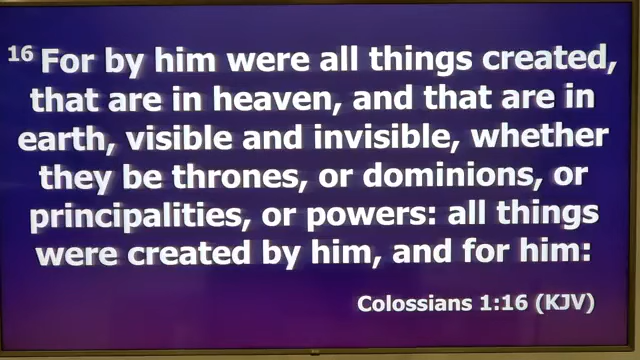 16 For by him were all things created,
that are in heaven, and that are in
earth, visible and invisible, whether
they be thrones, or dominions, or
principalities, or powers: all things
were created by him, and for him:
Colossians 1:16 (KJV)